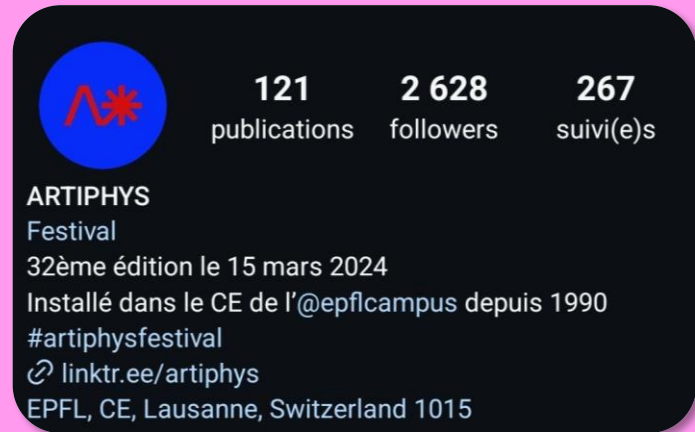 121 2 628 267
publications followers suivi(e)s
ARTIPHYS
Festival
32ème édition le 15 mars 2024
Installé dans le CE de l'@epflcampus depuis 1990
#artiphysfestival
linktr.ee/artiphys
EPFL, CE, Lausanne, Switzerland 1015